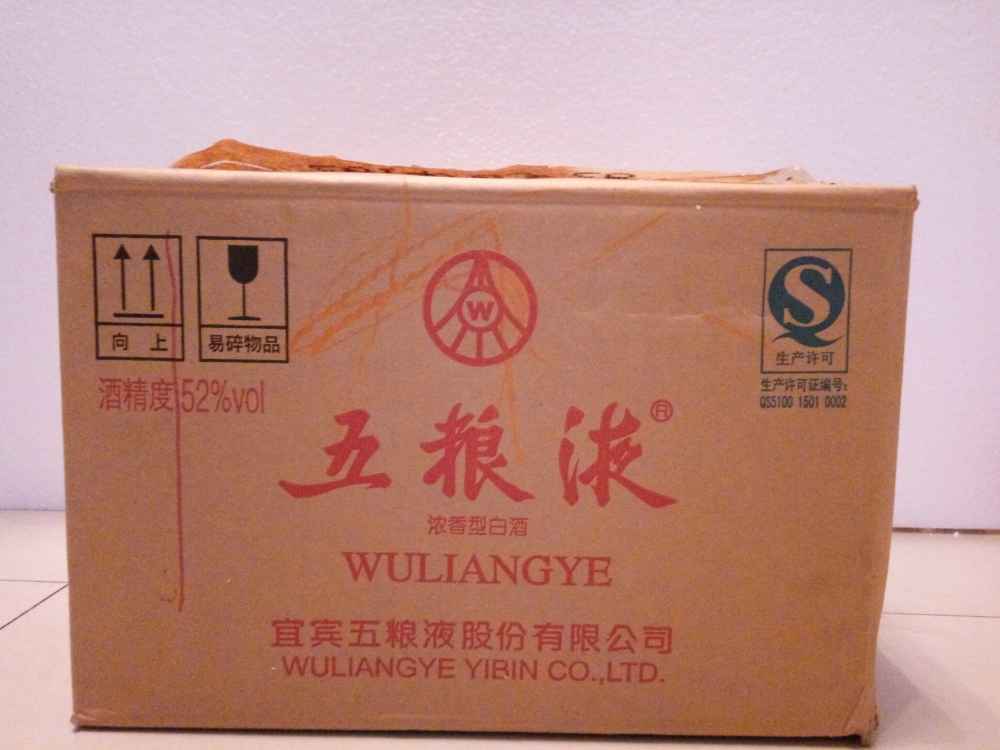 向 上
易碎物品
酒精度52%vol
W
S
生产许可
生产许可证编号:
QS5100 1501 0002
五粮液®
浓香型白酒
WULIANGYE
宜宾五粮液股份有限公司
WULIANGYE YIBIN CO.,LTD.